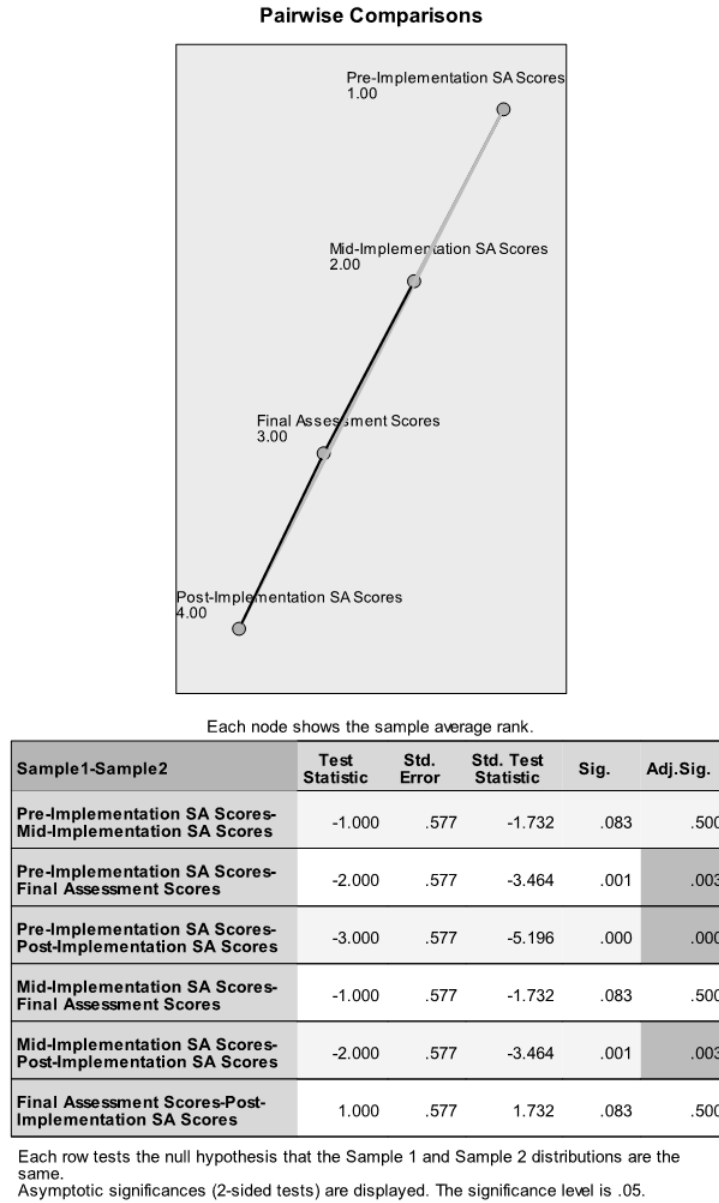 Pairwise Comparisons
Pre-Implementation SA Scores
1.00
Mid-Implementation SA Scores
2.00
Final Assessment Scores
3.00
Post-Implementation SA Scores
4.00
Each node shows the sample average rank.
Sample1-Sample2 Test Statistic Std. Error Std. Test Statistic Sig. Adj.Sig.
Pre-Implementation SA Scores-
Mid-Implementation SA Scores -1.000 .577 -1.732 .083 .500
Pre-Implementation SA Scores-
Final Assessment Scores -2.000 .577 -3.464 .001 .003
Pre-Implementation SA Scores-
Post-Implementation SA Scores -3.000 .577 -5.196 .000 .000
Mid-Implementation SA Scores-
Final Assessment Scores -1.000 .577 -1.732 .083 .500
Mid-Implementation SA Scores-
Post-Implementation SA Scores -2.000 .577 -3.464 .001 .003
Final Assessment Scores-Post-
Implementation SA Scores 1.000 .577 1.732 .083 .500
Each row tests the null hypothesis that the Sample 1 and Sample 2 distributions are the
same.
Asymptotic significances (2-sided tests) are displayed. The significance level is .05.